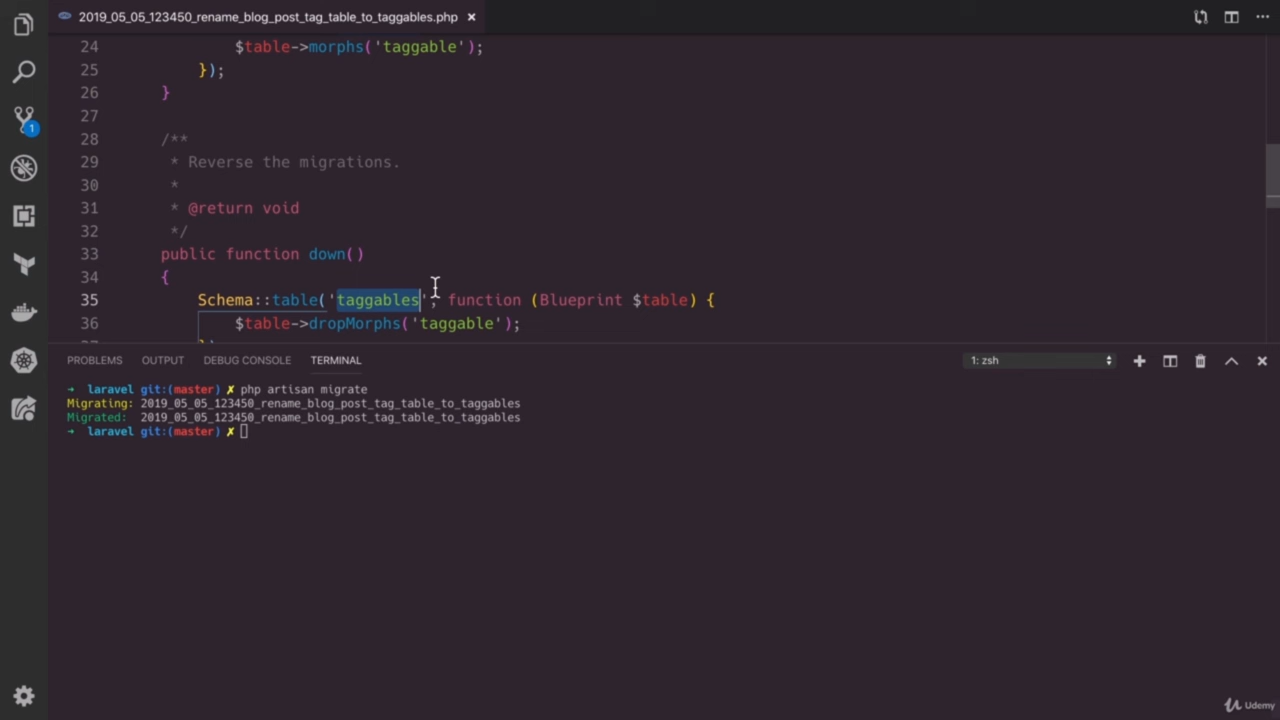 2019_05_05_123450_rename_blog_post_tag_table_to_taggables.php
24 $table->morphs('taggable');
25 });
26 }
27
28 /**
29 * Reverse the migrations.
30 *
31 * @return void
32 */
33 public function down()
34 {
35 Schema::table('taggables', function (Blueprint $table) {
36 $table->dropMorphs('taggable');
1
PROBLEMS OUTPUT DEBUG CONSOLE TERMINAL 1: zsh
→ laravel git:(master) ✗ php artisan migrate
Migrating: 2019_05_05_123450_rename_blog_post_tag_table_to_taggables
Migrated: 2019_05_05_123450_rename_blog_post_tag_table_to_taggables
→ laravel git:(master) ✗
Udemy